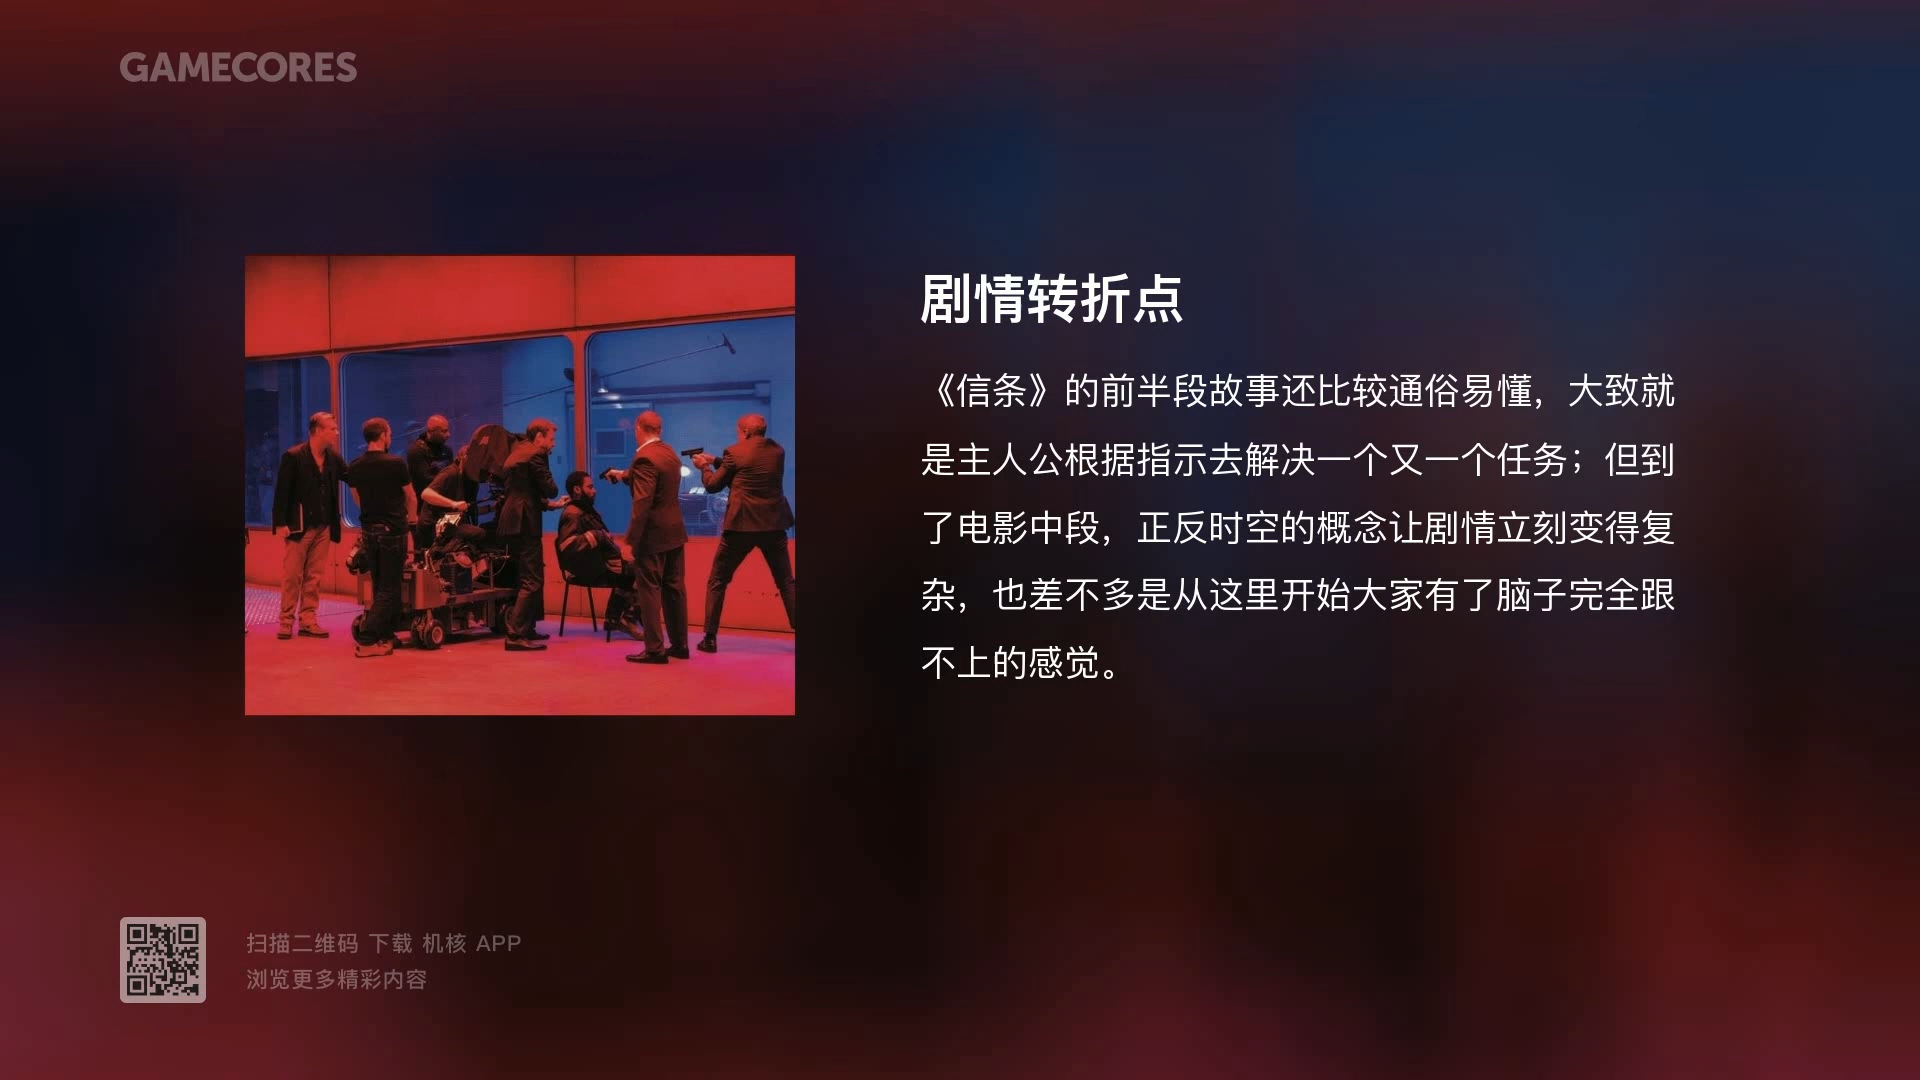 GAMECORES
剧情转折点
《信条》的前半段故事还比较通俗易懂，大致就
是主人公根据指示去解决一个又一个任务；但到
了电影中段，正反时空的概念让剧情立刻变得复
杂，也差不多是从这里开始大家有了脑子完全跟
不上的感觉。
扫描二维码 下载 机核 APP
浏览更多精彩内容